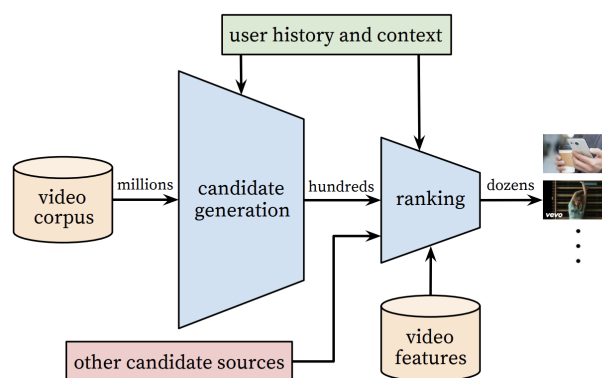 user history and context
video
corpus
millions
candidate
generation
hundreds
ranking
dozens
vevo
other candidate sources
video
features